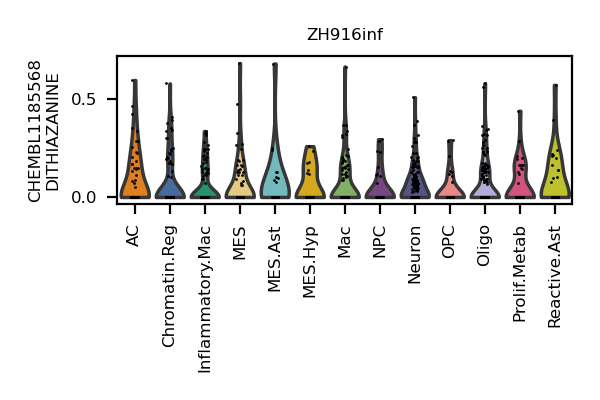 ZH916inf
CHEMBL1185568
DITHIAZANINE
0.5
0.0
AC
Chromatin.Reg
Inflammatory.Mac
MES
MES.Ast
MES.Hyp
Mac
NPC
Neuron
OPC
Oligo
Prolif.Metab
Reactive.Ast